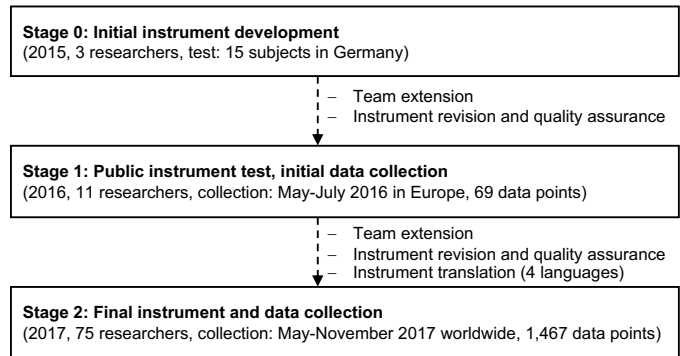 Stage 0: Initial instrument development
(2015, 3 researchers, test: 15 subjects in Germany)
– Team extension
– Instrument revision and quality assurance
Stage 1: Public instrument test, initial data collection
(2016, 11 researchers, collection: May-July 2016 in Europe, 69 data points)
– Team extension
– Instrument revision and quality assurance
– Instrument translation (4 languages)
Stage 2: Final instrument and data collection
(2017, 75 researchers, collection: May-November 2017 worldwide, 1,467 data points)